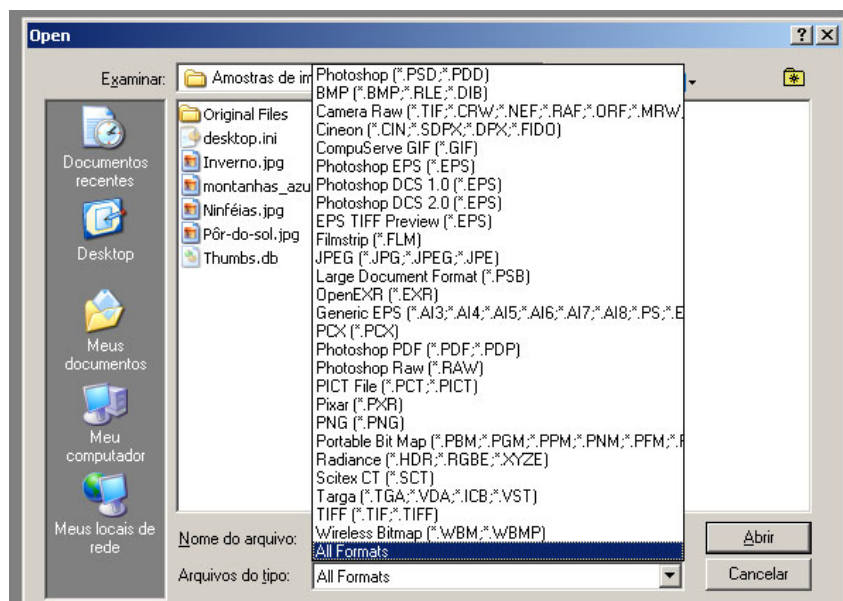 Open
Examinar:
Amostras de im
Documentos
recentes
Desktop
Meus
documentos
Meu
computador
Meus locais de
rede
Original Files
desktop.ini
Inverno.jpg
montanhas_azu
Ninféias.jpg
Pôr-do-sol.jpg
Thumbs.db
Photoshop (*.PSD;*.PDD)
BMP (*.BMP;*.RLE;*.DIB)
Camera Raw (*.TIF;*.CRW;*.NEF;*.RAF;*.ORF;*.MRW;
Cineon (*.CIN;*.SDPX;*.DPX;*.FIDO)
CompuServe GIF (*.GIF)
Photoshop EPS (*.EPS)
Photoshop DCS 1.0 (*.EPS)
Photoshop DCS 2.0 (*.EPS)
EPS TIFF Preview (*.EPS)
Filmstrip (*.FLM)
JPEG (*.JPG;*.JPEG;*.JPE)
Large Document Format (*.PSB)
OpenEXR (*.EXR)
Generic EPS (*.AI3;*.AI4;*.AI5;*.AI6;*.AI7;*.AI8;*.PS;*.E
PCX (*.PCX)
Photoshop PDF (*.PDF;*.PDP)
Photoshop Raw (*.RAW)
PICT File (*.PCT;*.PICT)
Pixar (*.PXR)
PNG (*.PNG)
Portable Bit Map (*.PBM;*.PGM;*.PPM;*.PNM;*.PFM;*.F
Radiance (*.HDR;*.RGBE;*.XYZE)
Scitex CT (*.SCT)
Targa (*.TGA;*.VDA;*.ICB;*.VST)
TIFF (*.TIF;*.TIFF)
Wireless Bitmap (*.WBM;*.WBMP)
All Formats
Nome do arquivo:
Abrir
Arquivos do tipo:
All Formats
Cancelar